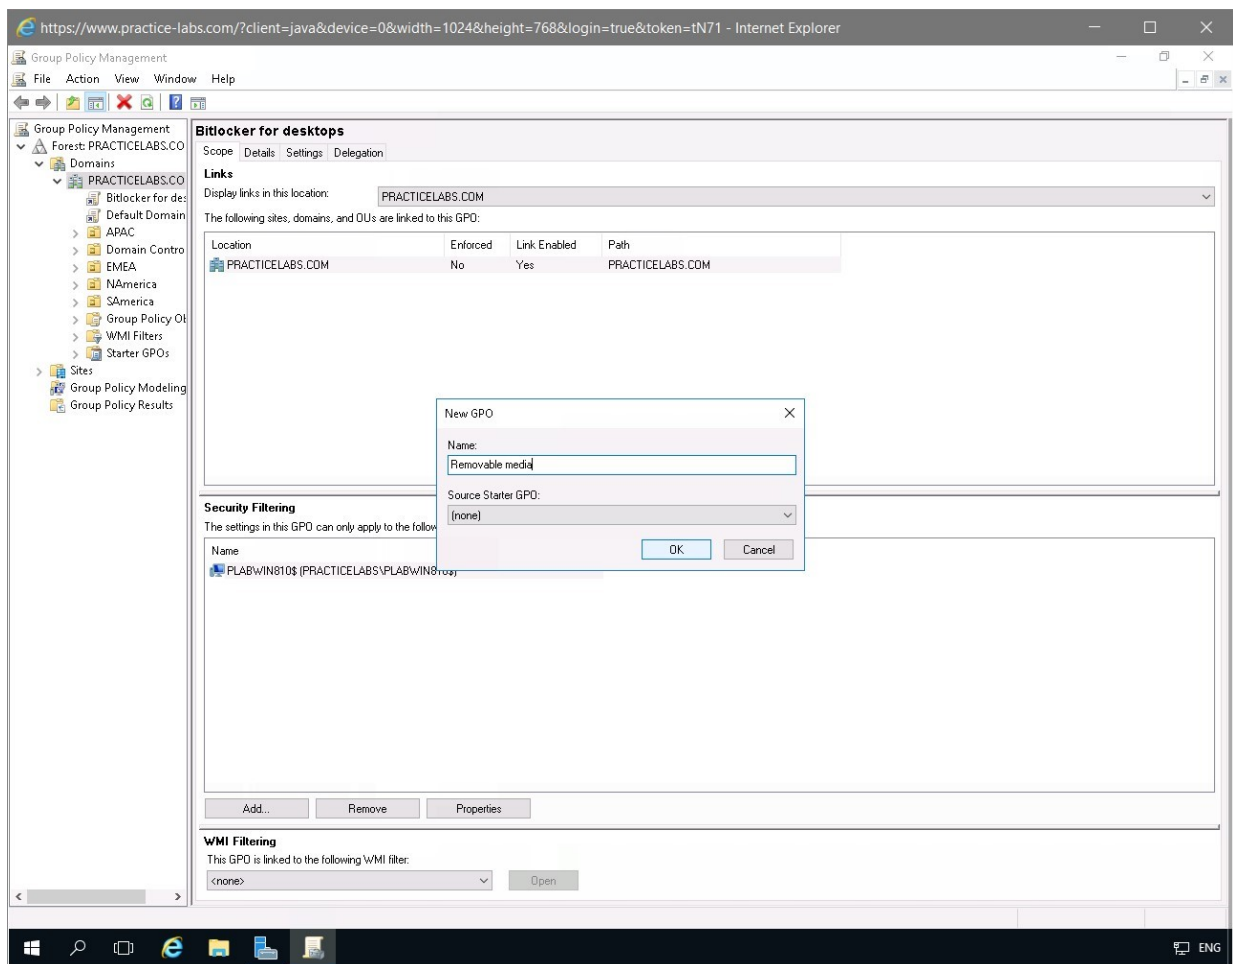 https://www.practice-labs.com/?client=java&device=0&width=1024&height=768&login=true&token=tN71 - Internet Explorer
Group Policy Management
File Action View Window Help
Group Policy Management
Forest: PRACTICELABS.CO
Domains
PRACTICELABS.CO
Bitlocker for de
Default Domain
APAC
Domain Contro
EMEA
NAmerica
SAmerica
Group Policy Ob
WMI Filters
Starter GPOs
Sites
Group Policy Modeling
Group Policy Results
Bitlocker for desktops
Scope Details Settings Delegation
Links
Display links in this location: PRACTICELABS.COM
The following sites, domains, and OUs are linked to this GPO:
Location Enforced Link Enabled Path
PRACTICELABS.COM No Yes PRACTICELABS.COM
New GPO
Name:
Removable media
Source Starter GPO:
(none)
OK Cancel
Security Filtering
The settings in this GPO can only apply to the follow
Name
PLABWIN810$ (PRACTICELABS\PLABWIN810$)
Add... Remove Properties
WMI Filtering
This GPO is linked to the following WMI filter:
<none> Open
ENG